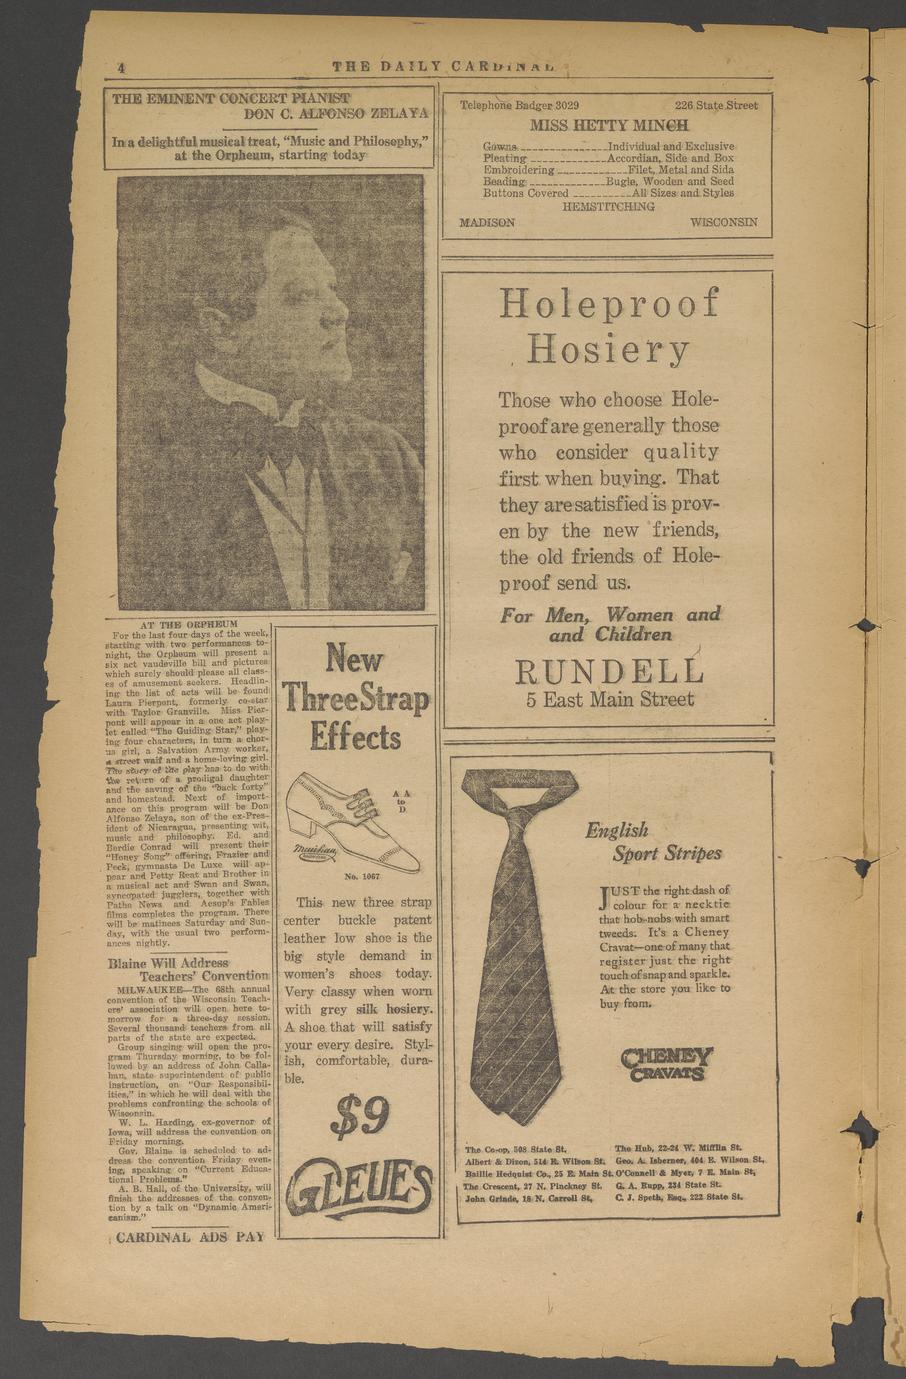 4
THE DAILY CARDINAL
THE EMINENT CONCERT PIANIST
DON C. ALFONSO ZELAYA
In a delightful musical treat, “Music and Philosophy,”
at the Orpheum, starting today
AT THE ORPHEUM
For the last four days of the week,
starting with two performances to-
night, the Orpheum will present a
six act vaudeville bill and pictures
which surely should please all class-
es of amusement seekers. Headlin-
ing the list of acts will be found
Laura Pierpont, formerly co-star
with Taylor Granville. Miss Pier-
pont will appear in a one act play-
let called “The Guiding Star,” play-
ing four characters, in turn a chor-
us girl, a Salvation Army worker,
a street waif and a home-loving girl.
The story of the play has to do with
the return of a prodigal daughter
and the saving of the “back forty”
and homestead. Next of import-
ance on this program will be Don
Alfonso Zelaya, son of the ex-Pres-
ident of Nicaragua, presenting wit,
music and philosophy. Ed. and
Berdie Conrad will present their
“Honey Song” offering, Frazier and
Peck, gymnasts De Luxe will ap-
pear and Petty Reat and Brother in
a musical act and Swan and Swan,
syncopated jugglers, together with
Pathe News and Aesop's Fables
films completes the program. There
will be matinees Saturday and Sun-
day, with the usual two perform-
ances nightly.
Blaine Will Address
Teachers' Convention
MILWAUKEE—The 68th annual
convention of the Wisconsin Teach-
ers' association will open here to-
morrow for a three-day session.
Several thousand teachers from all
parts of the state are expected.
Group singing will open the pro-
gram Thursday morning, to be fol-
lowed by an address of John Calla-
han, state superintendent of public
instruction, on “Our Responsibil-
ities,” in which he will deal with the
problems confronting the schools of
Wisconsin.
W. L. Harding, ex-governor of
Iowa, will address the convention on
Friday morning.
Gov. Blaine is scheduled to ad-
dress the convention Friday even-
ing, speaking on “Current Educa-
tional Problems.”
A. B. Hall, of the University, will
finish the addresses of the conven-
tion by a talk on “Dynamic Ameri-
canism.”
CARDINAL ADS PAY
New
Three Strap
Effects
A A
to
D
Menihan
No. 1067
This new three strap
center buckle patent
leather low shoe is the
big style demand in
women's shoes today.
Very classy when worn
with grey silk hosiery.
A shoe that will satisfy
your every desire. Styl-
ish, comfortable, dura-
ble.
$9
GLEUES
Telephone Badger 3029 226 State Street
MISS HETTY MINCH
Gowns Individual and Exclusive
Pleating Accordian, Side and Box
Embroidering Filet, Metal and Sida
Beading Bugle, Wooden and Seed
Buttons Covered All Sizes and Styles
HEMSTITCHING
MADISON WISCONSIN
Holeproof
Hosiery
Those who choose Hole-
proof are generally those
who consider quality
first when buying. That
they are satisfied is prov-
en by the new friends,
the old friends of Hole-
proof send us.
For Men, Women and
and Children
RUNDELL
5 East Main Street
English
Sport Stripes
JUST the right dash of
colour for a necktie
that hob-nobs with smart
tweeds. It's a Cheney
Cravat—one of many that
register just the right
touch of snap and sparkle.
At the store you like to
buy from.
CHENEY
CRAVATS
The Co-op, 508 State St.
Albert & Dixon, 514 E. Wilson St.
Baillie Hedquist Co., 25 E. Main St.
The Crescent, 27 N. Pinckney St.
John Grinde, 18 N. Carroll St.
The Hub, 22-24 W. Mifflin St.
Geo. A. Isberner, 404 E. Wilson St.
O'Connell & Myer, 7 E. Main St.
G. A. Rupp, 234 State St.
C. J. Speth, Esq., 222 State St.